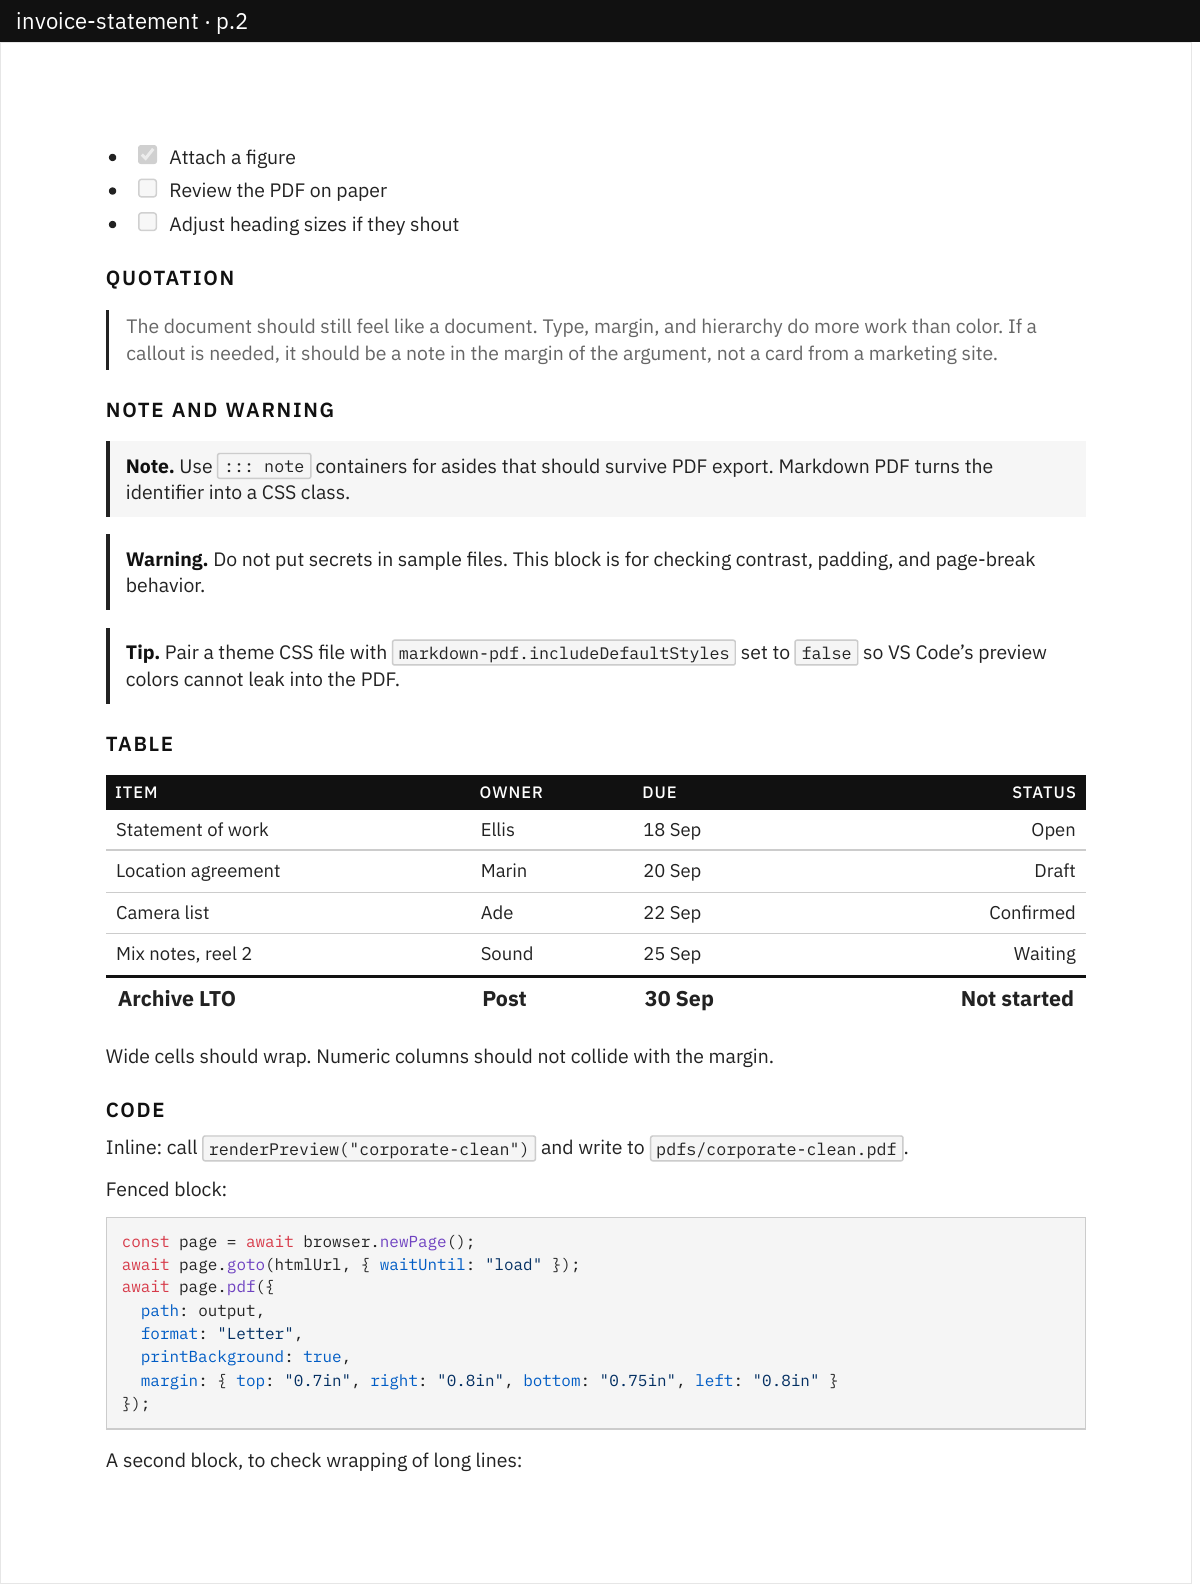 invoice-statement · p.2
Attach a figure
Review the PDF on paper
Adjust heading sizes if they shout
QUOTATION
The document should still feel like a document. Type, margin, and hierarchy do more work than color. If a
callout is needed, it should be a note in the margin of the argument, not a card from a marketing site.
NOTE AND WARNING
Note. Use ::: note containers for asides that should survive PDF export. Markdown PDF turns the
identifier into a CSS class.
Warning. Do not put secrets in sample files. This block is for checking contrast, padding, and page-break
behavior.
Tip. Pair a theme CSS file with markdown-pdf.includeDefaultStyles set to false so VS Code’s preview
colors cannot leak into the PDF.
TABLE
ITEM OWNER DUE STATUS
Statement of work Ellis 18 Sep Open
Location agreement Marin 20 Sep Draft
Camera list Ade 22 Sep Confirmed
Mix notes, reel 2 Sound 25 Sep Waiting
Archive LTO Post 30 Sep Not started
Wide cells should wrap. Numeric columns should not collide with the margin.
CODE
Inline: call renderPreview("corporate-clean") and write to pdfs/corporate-clean.pdf.
Fenced block:
const page = await browser.newPage();
await page.goto(htmlUrl, { waitUntil: "load" });
await page.pdf({
  path: output,
  format: "Letter",
  printBackground: true,
  margin: { top: "0.7in", right: "0.8in", bottom: "0.75in", left: "0.8in" }
});
A second block, to check wrapping of long lines: